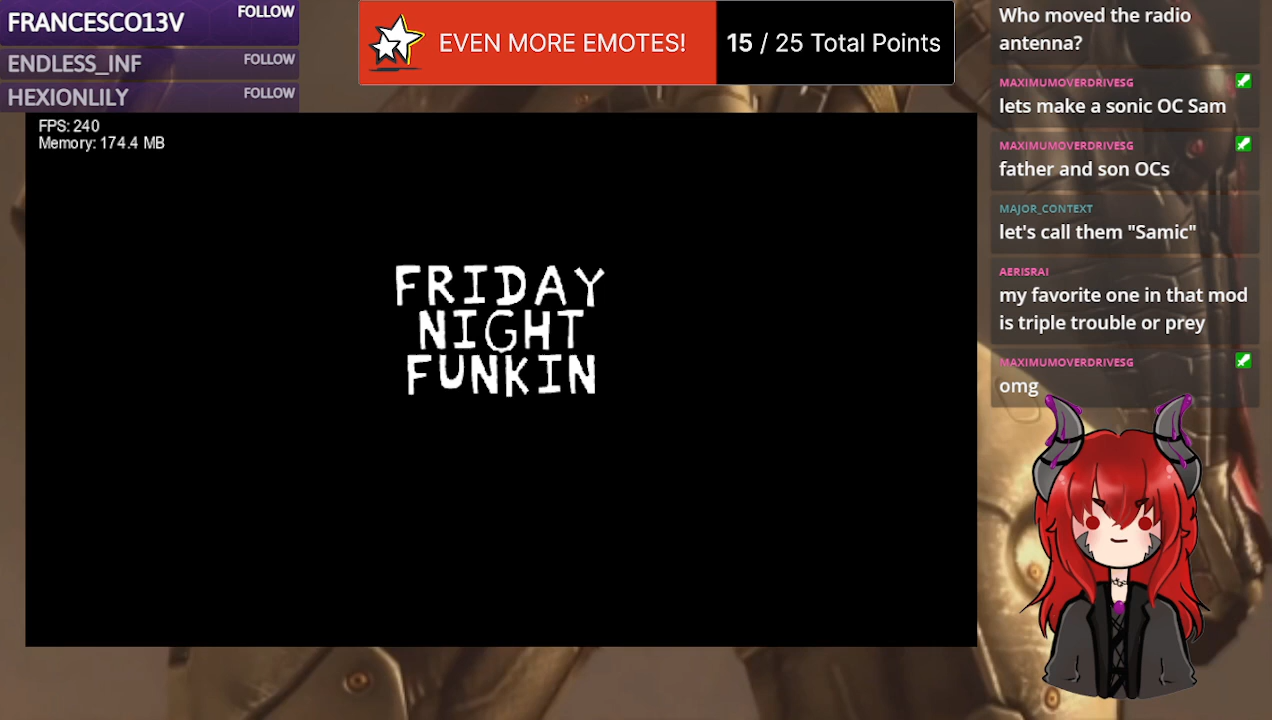 FRANCESCO13V FOLLOW
ENDLESS_INF FOLLOW
HEXIONLILY FOLLOW
EVEN MORE EMOTES! 15 / 25 Total Points
FPS: 240
Memory: 174.4 MB
FRIDAY
NIGHT
FUNKIN
Who moved the radio
antenna?
MAXIMUMOVERDRIVESG
lets make a sonic OC Sam
MAXIMUMOVERDRIVESG
father and son OCs
MAJOR_CONTEXT
let's call them "Samic"
AERISRAI
my favorite one in that mod
is triple trouble or prey
MAXIMUMOVERDRIVESG
omg